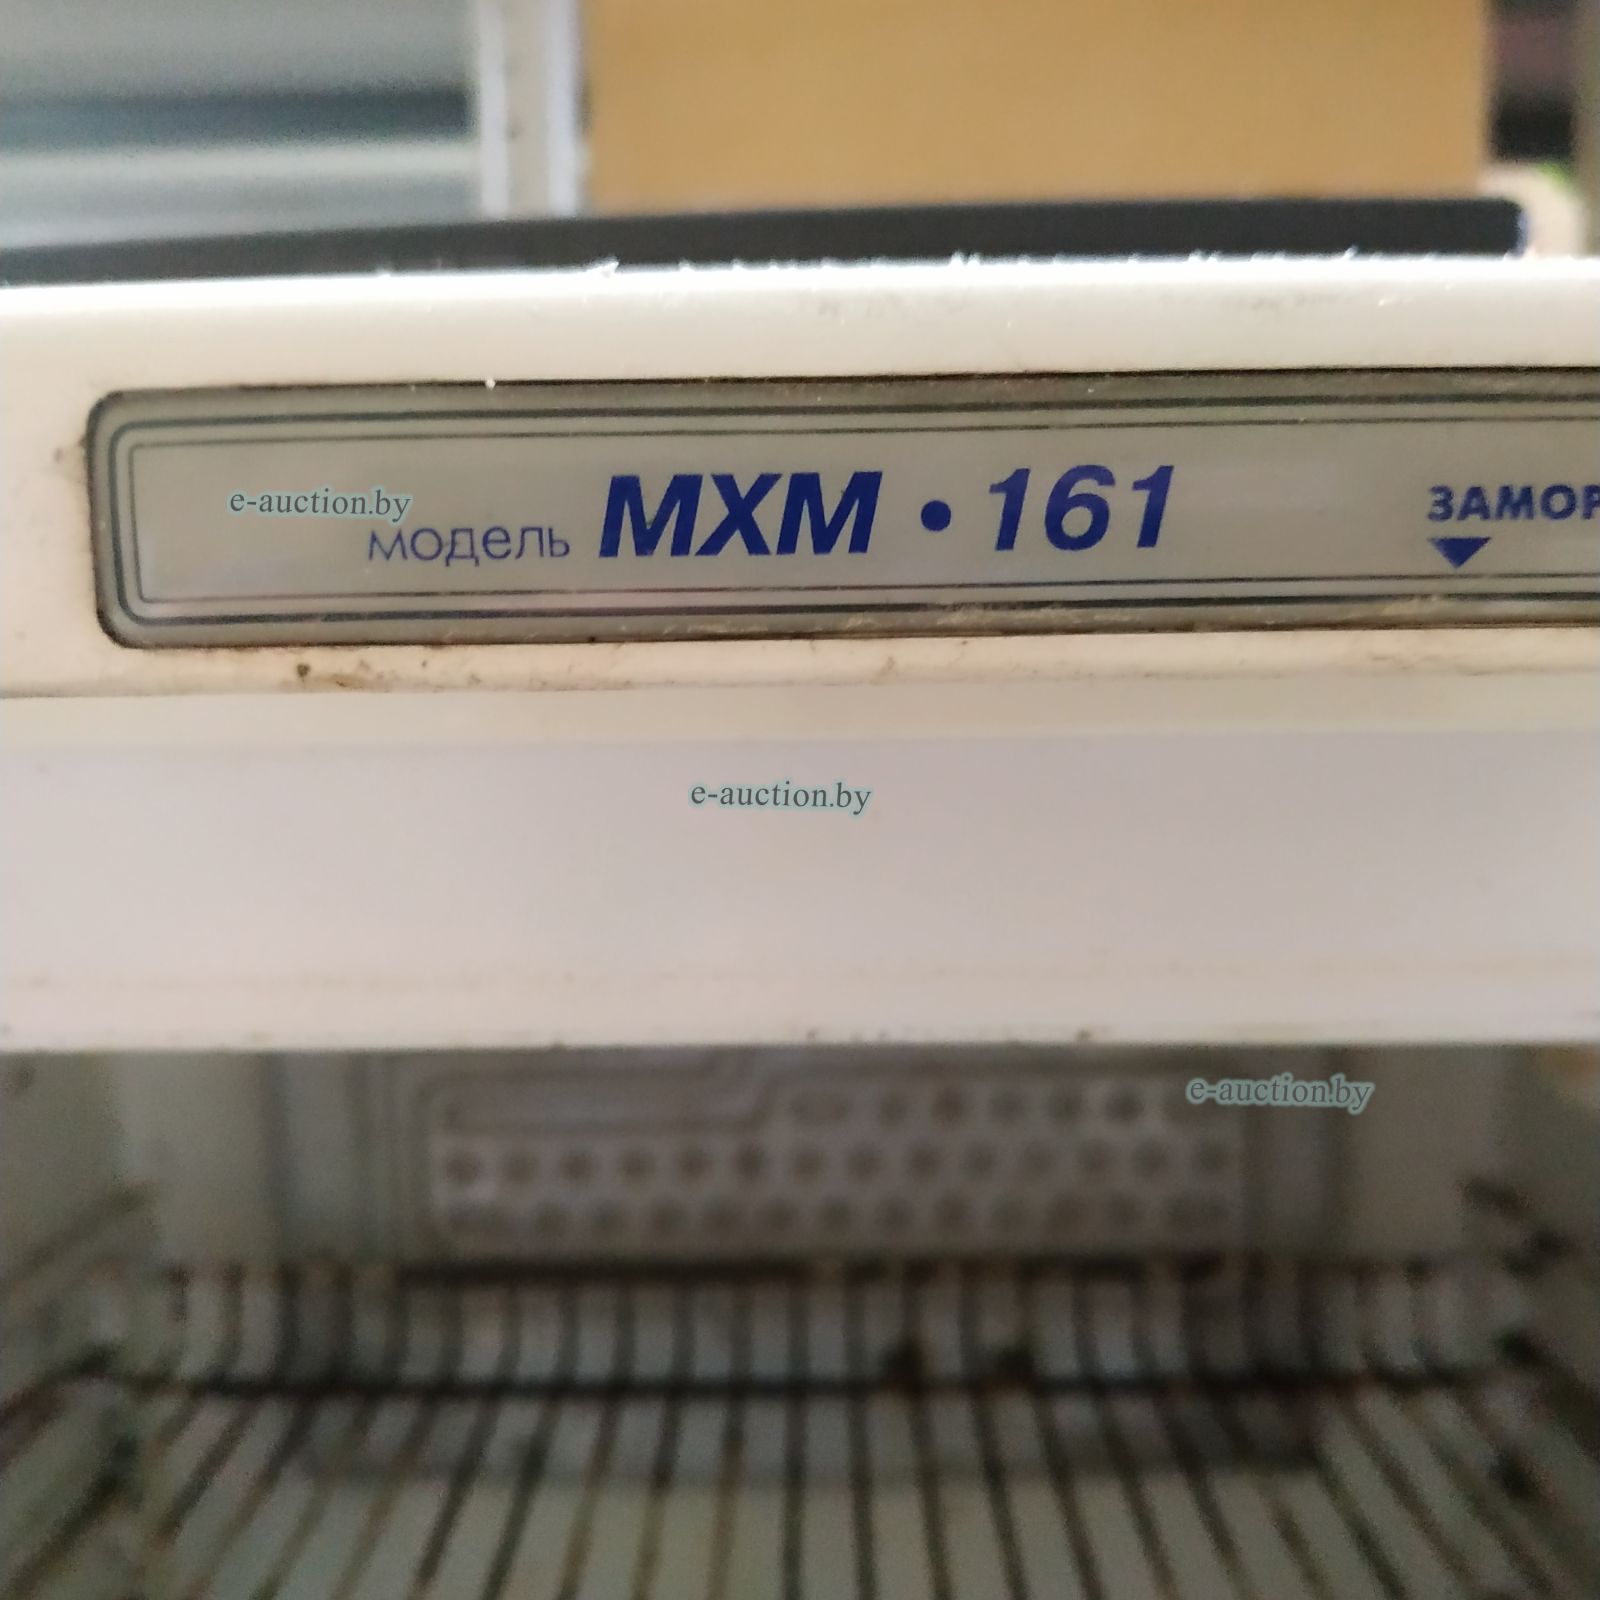 e-auction.by
модель МХМ • 161
ЗАМОР
e-auction.by
e-auction.by